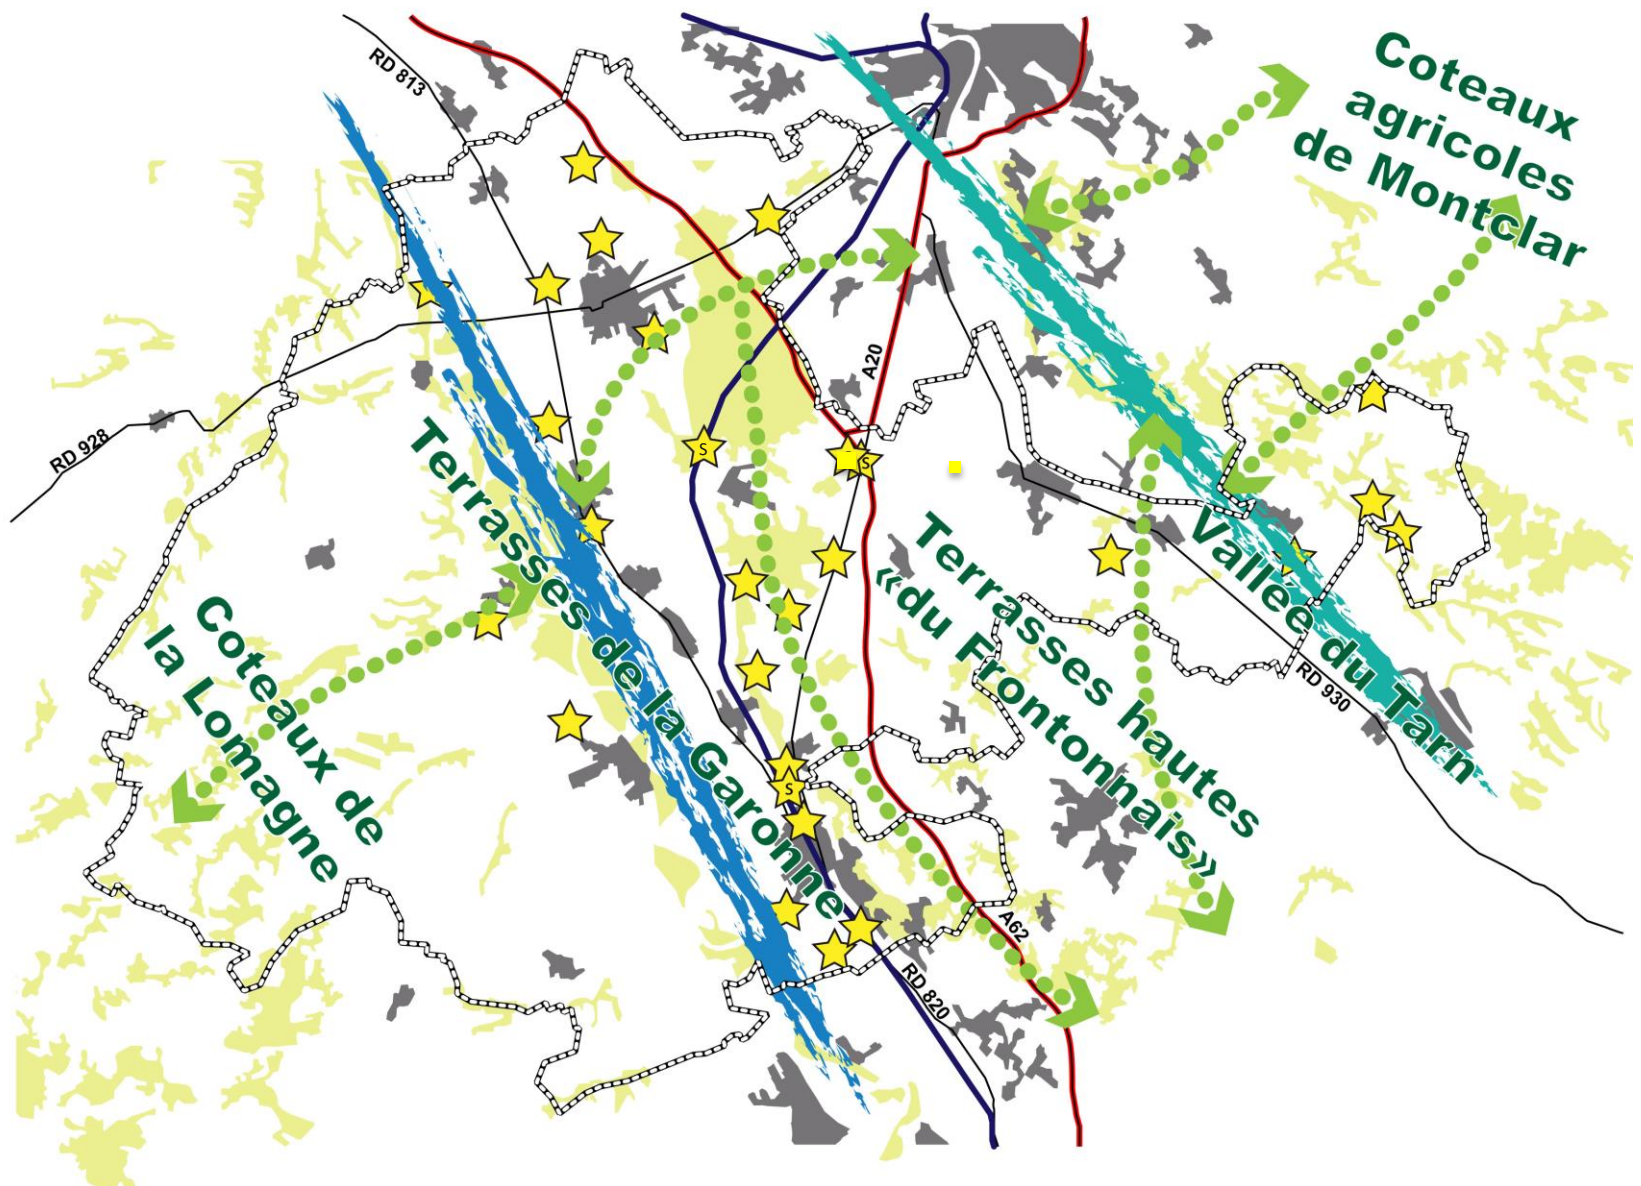 RD 813
Coteaux
agricoles
de Montclar
A20
RD 928
S
S
Terrasses de la Garonne
Terrasses hautes
«du Frontonnais»
Vallée du Tarn
RD 930
Coteaux de
la Lomagne
S
A62
RD 820